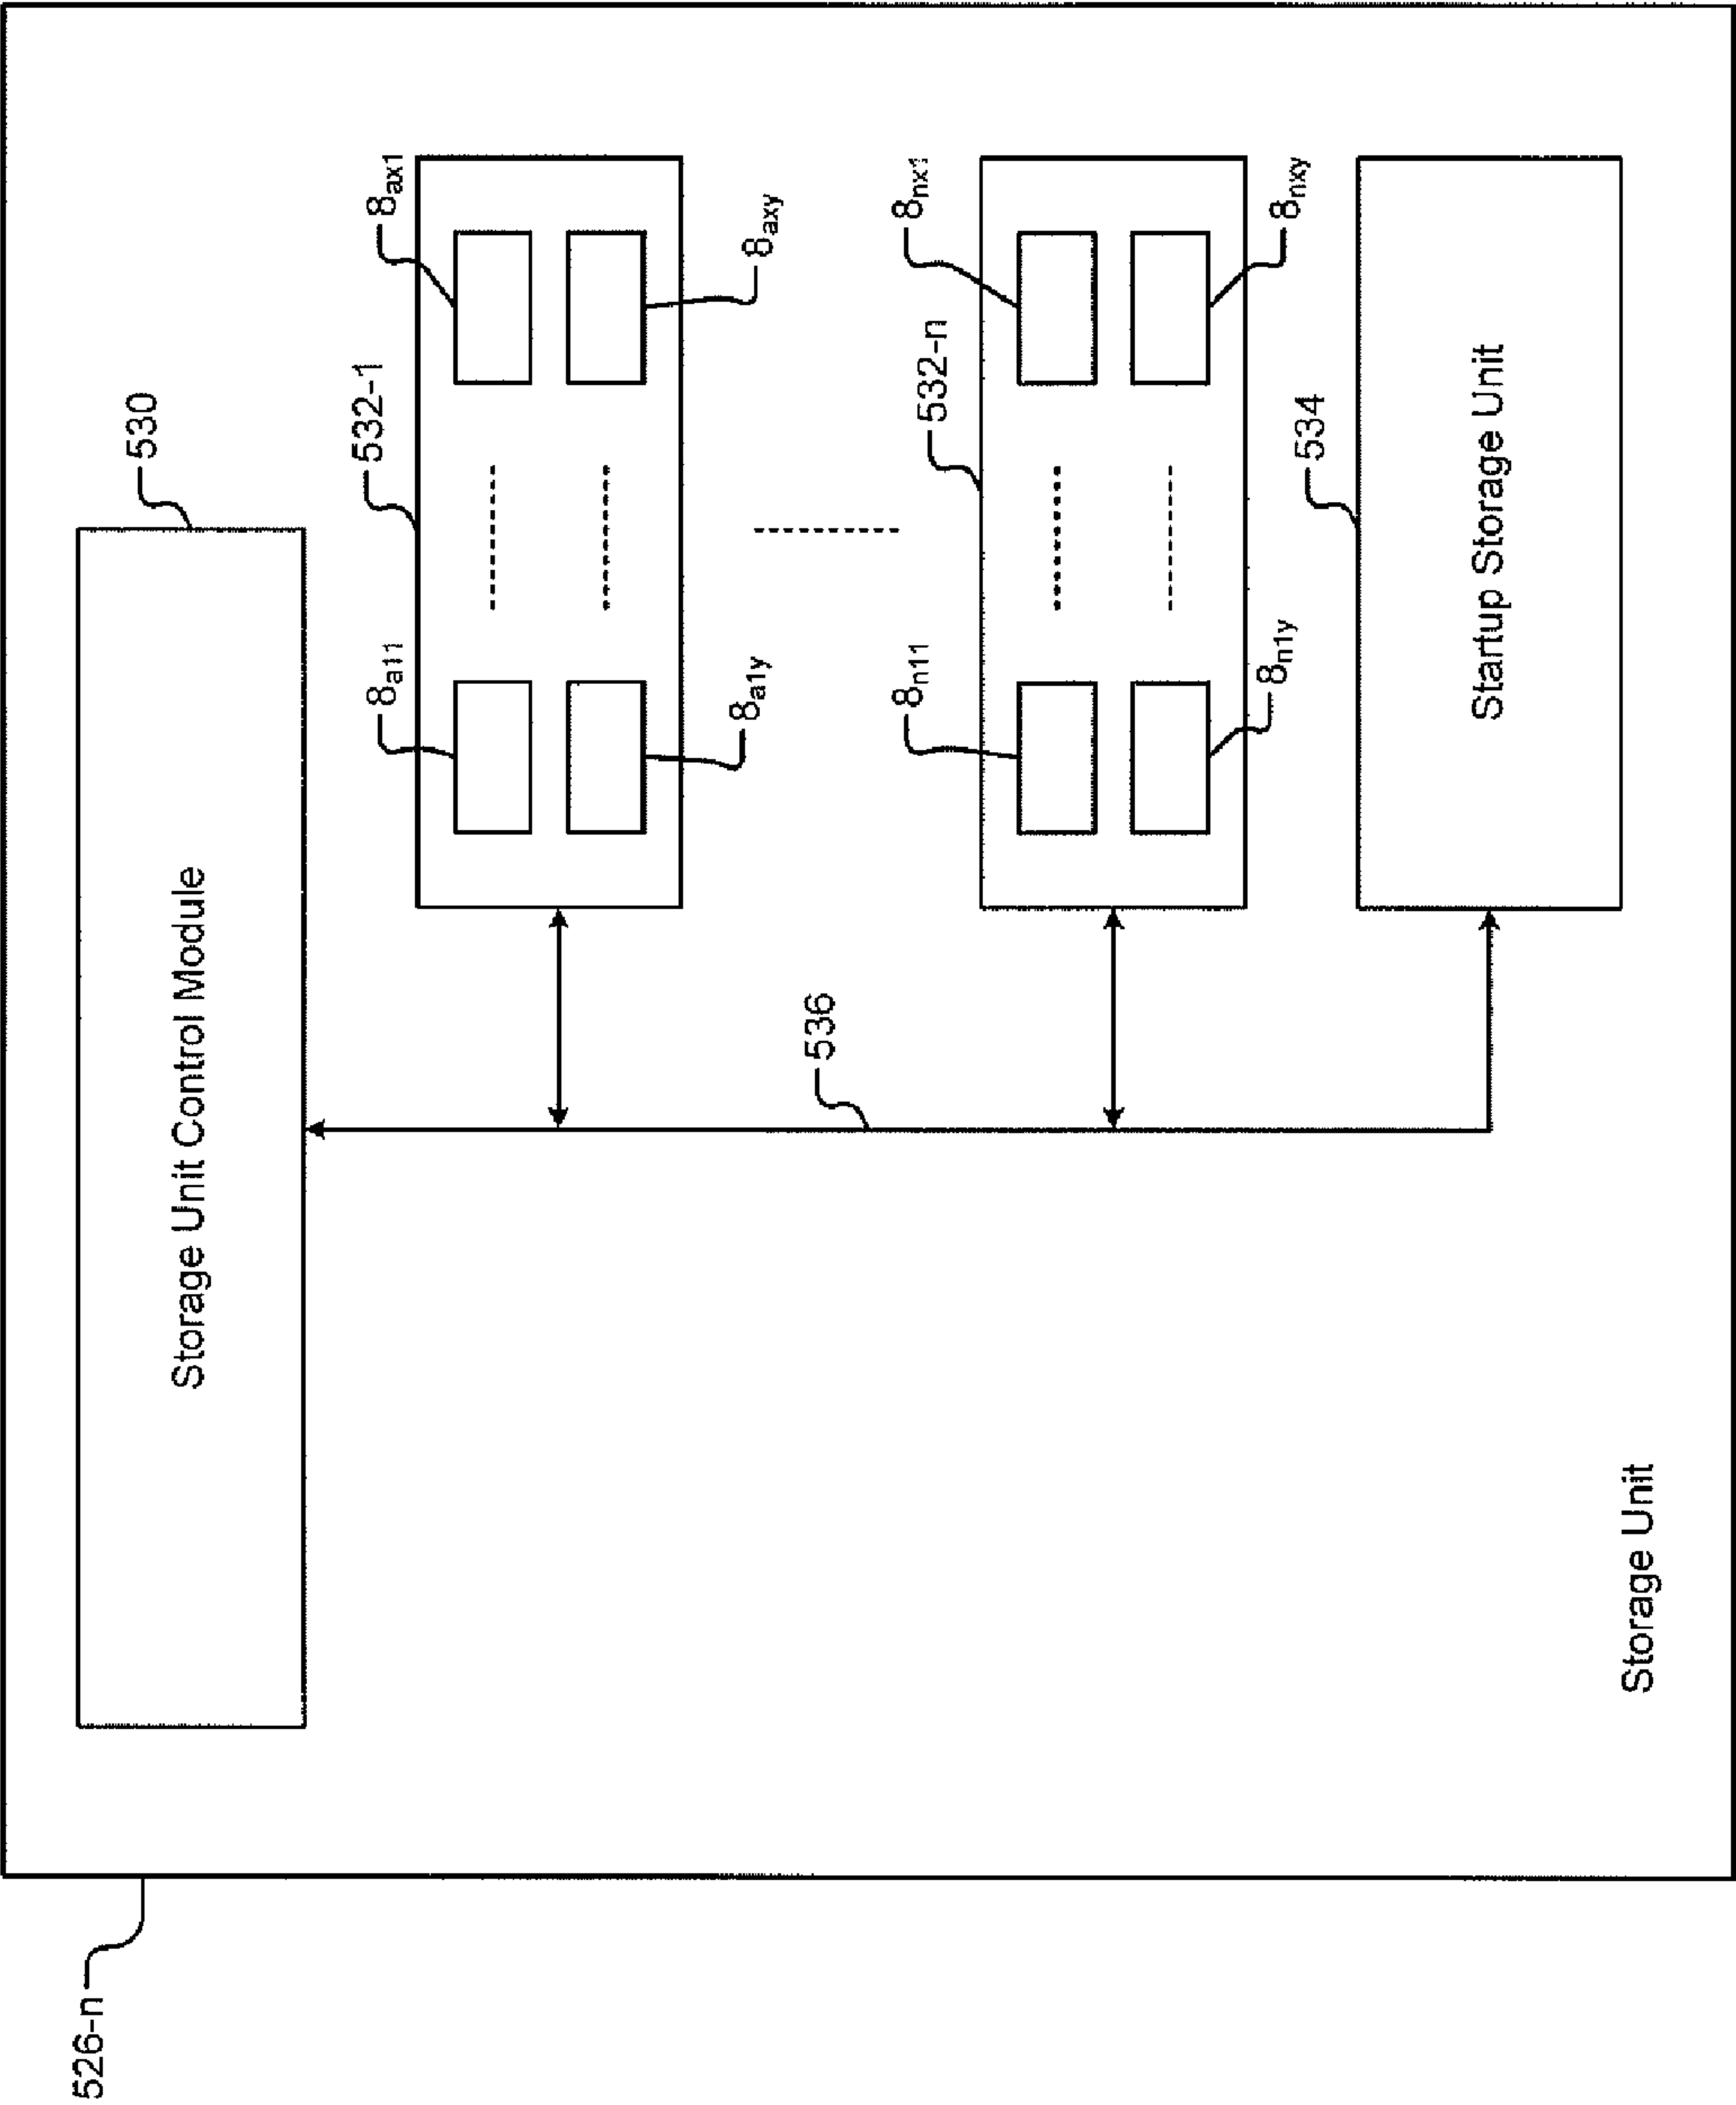 526-n
530
Storage Unit Control Module
532-1
8a11
8ax1
8a1y
8axy
536
532-n
8n11
8nx1
8n1y
8nxy
534
Startup Storage Unit
Storage Unit